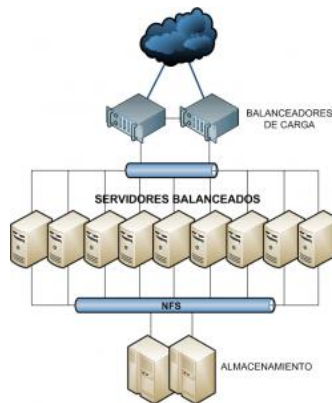 BALANCEADORES
DE CARGA
SERVIDORES BALANCEADOS
NFS
ALMACENAMIENTO